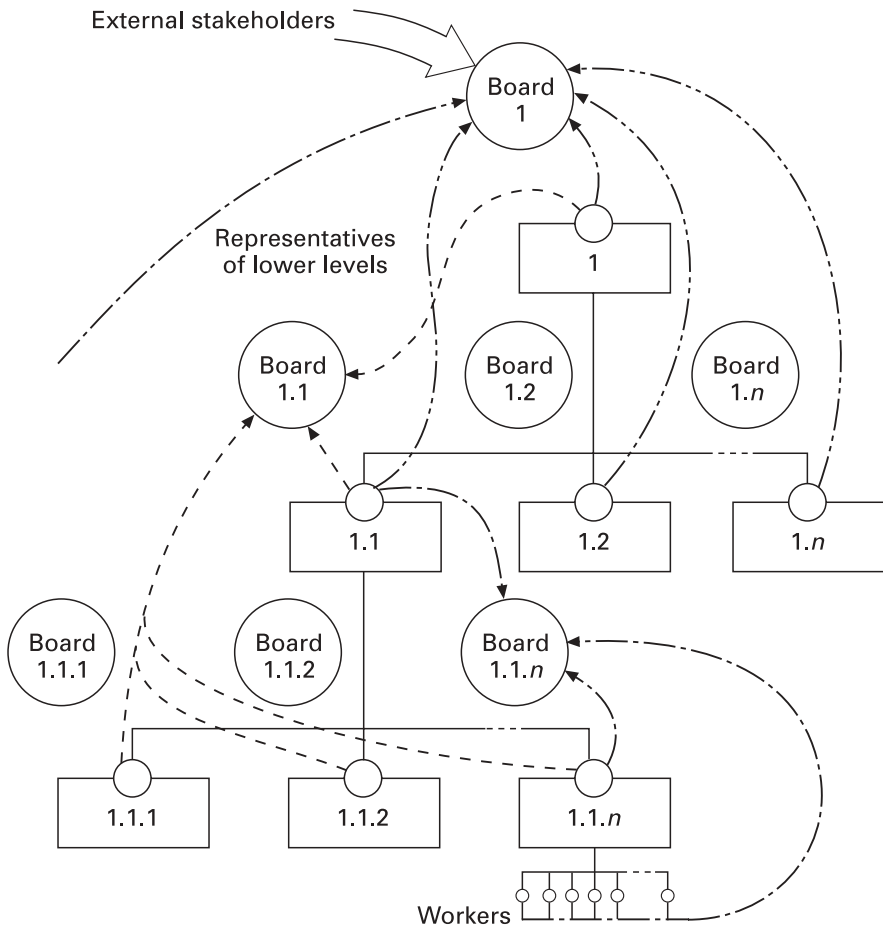 External stakeholders
Board
1
Representatives
of lower levels
1
Board
1.1
Board
1.2
Board
1.n
1.1
1.2
1.n
Board
1.1.1
Board
1.1.2
Board
1.1.n
1.1.1
1.1.2
1.1.n
Workers